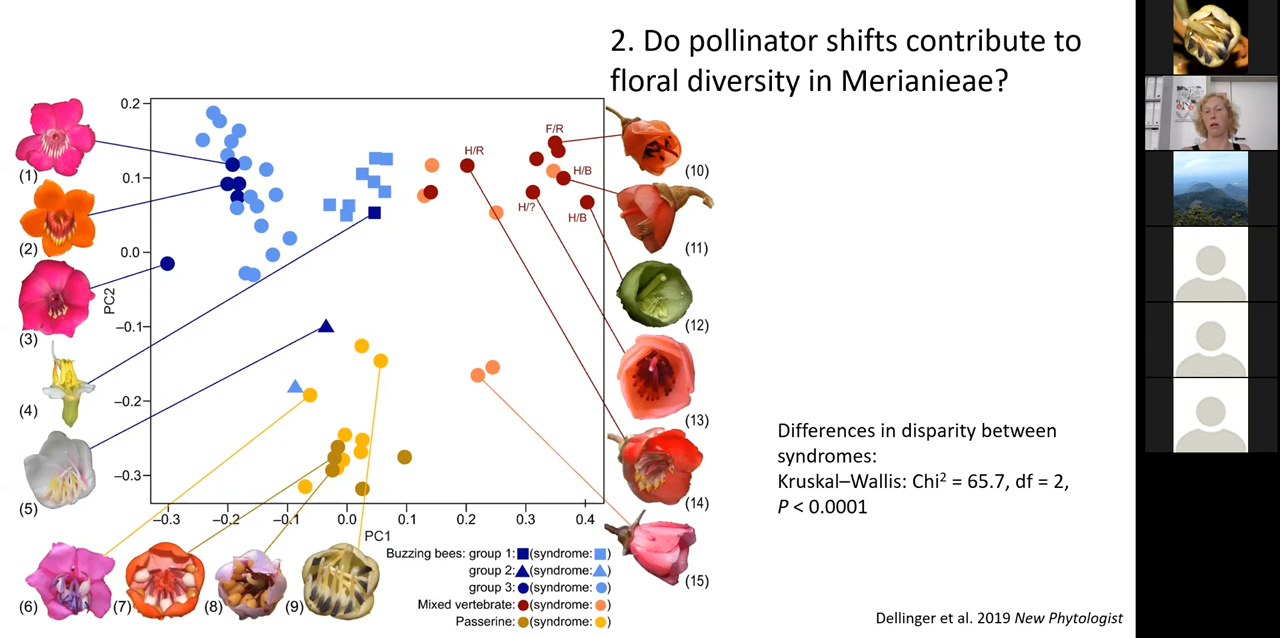 2. Do pollinator shifts contribute to
floral diversity in Merianieae?
0.2
0.1
0.0
–0.1
–0.2
–0.3
PC2
–0.3
–0.2
–0.1
0.0
0.1
0.2
0.3
0.4
PC1
H/R
F/R
H/B
H/?
H/B
(1)
(2)
(3)
(4)
(5)
(6)
(7)
(8)
(9)
(10)
(11)
(12)
(13)
(14)
(15)
Buzzing bees: group 1: (syndrome: )
group 2: (syndrome: )
group 3: (syndrome: )
Mixed vertebrate: (syndrome: )
Passerine: (syndrome: )
Differences in disparity between
syndromes:
Kruskal–Wallis: Chi² = 65.7, df = 2,
P < 0.0001
Dellinger et al. 2019 New Phytologist